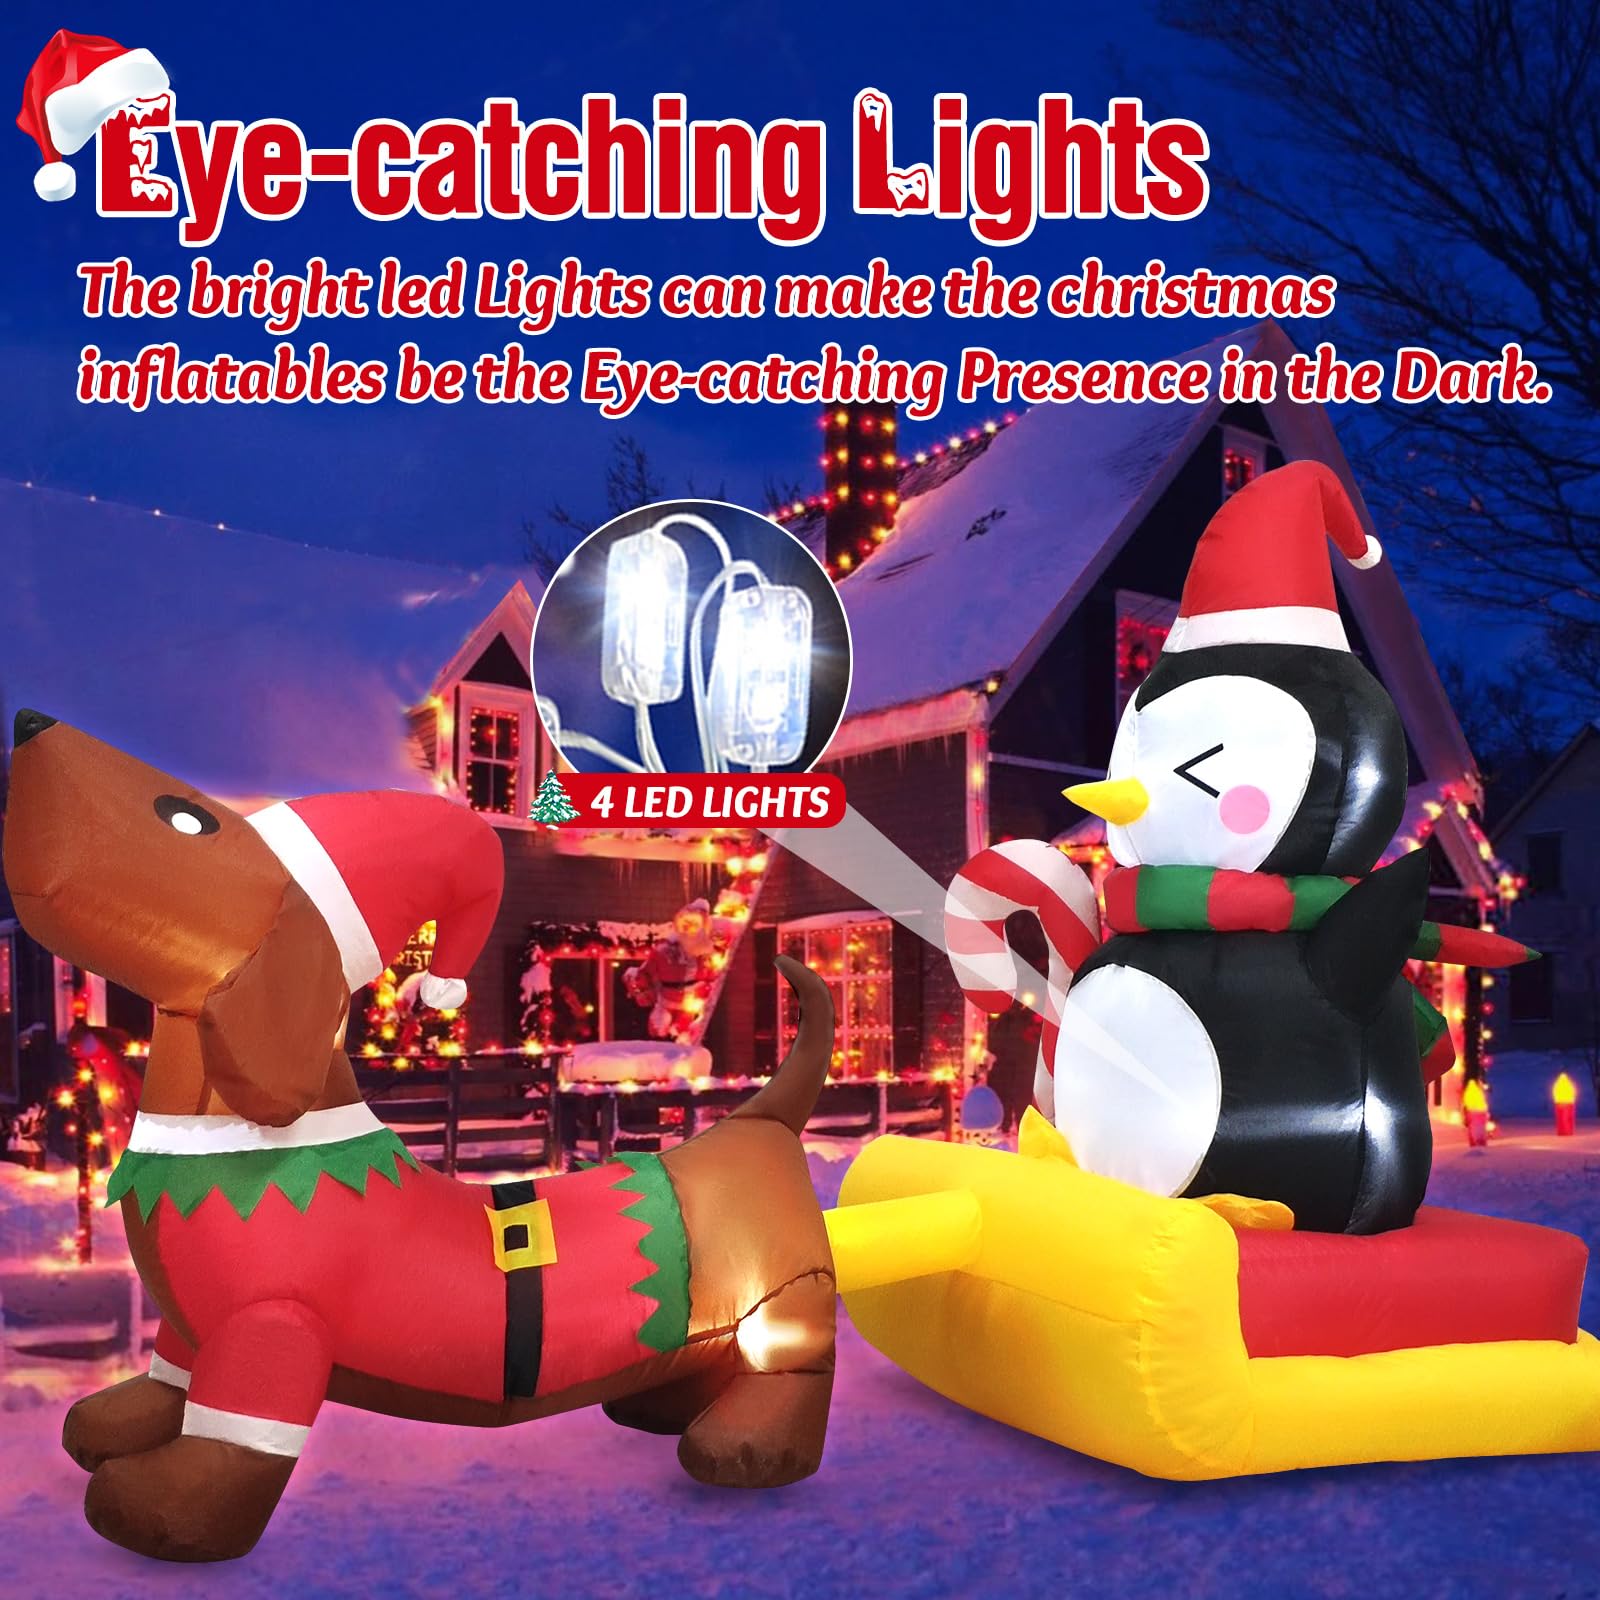 Eye-catching Lights
The bright led Lights can make the christmas
inflatables be the Eye-catching Presence in the Dark.
4 LED LIGHTS